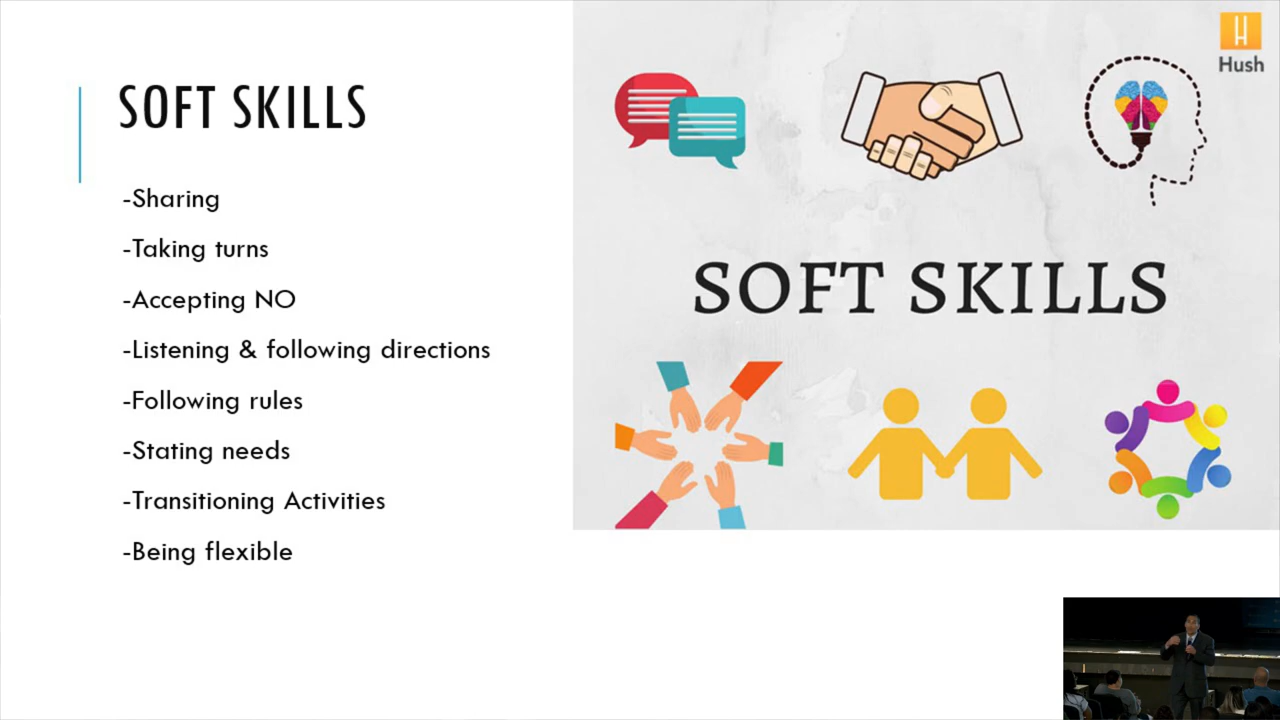 SOFT SKILLS
-Sharing
-Taking turns
-Accepting NO
-Listening & following directions
-Following rules
-Stating needs
-Transitioning Activities
-Being flexible
H
Hush
SOFT SKILLS